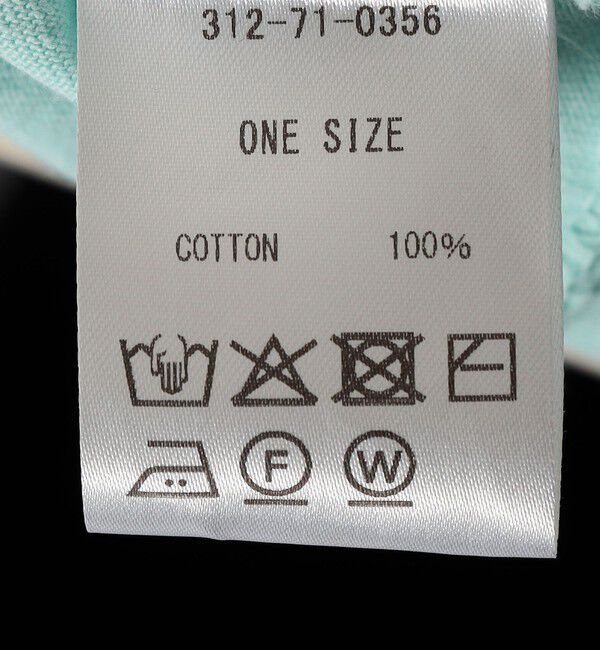 312-71-0356
ONE SIZE
COTTON 100%
F W